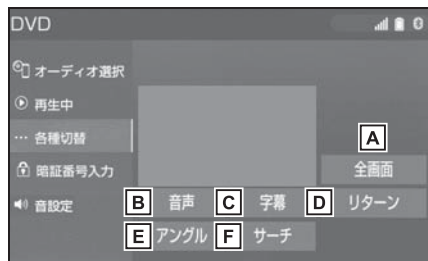 DVD
オーディオ選択
再生中
各種切替
暗証番号入力
音設定
A
全画面
B 音声 C 字幕 D リターン
E アングル F サーチ